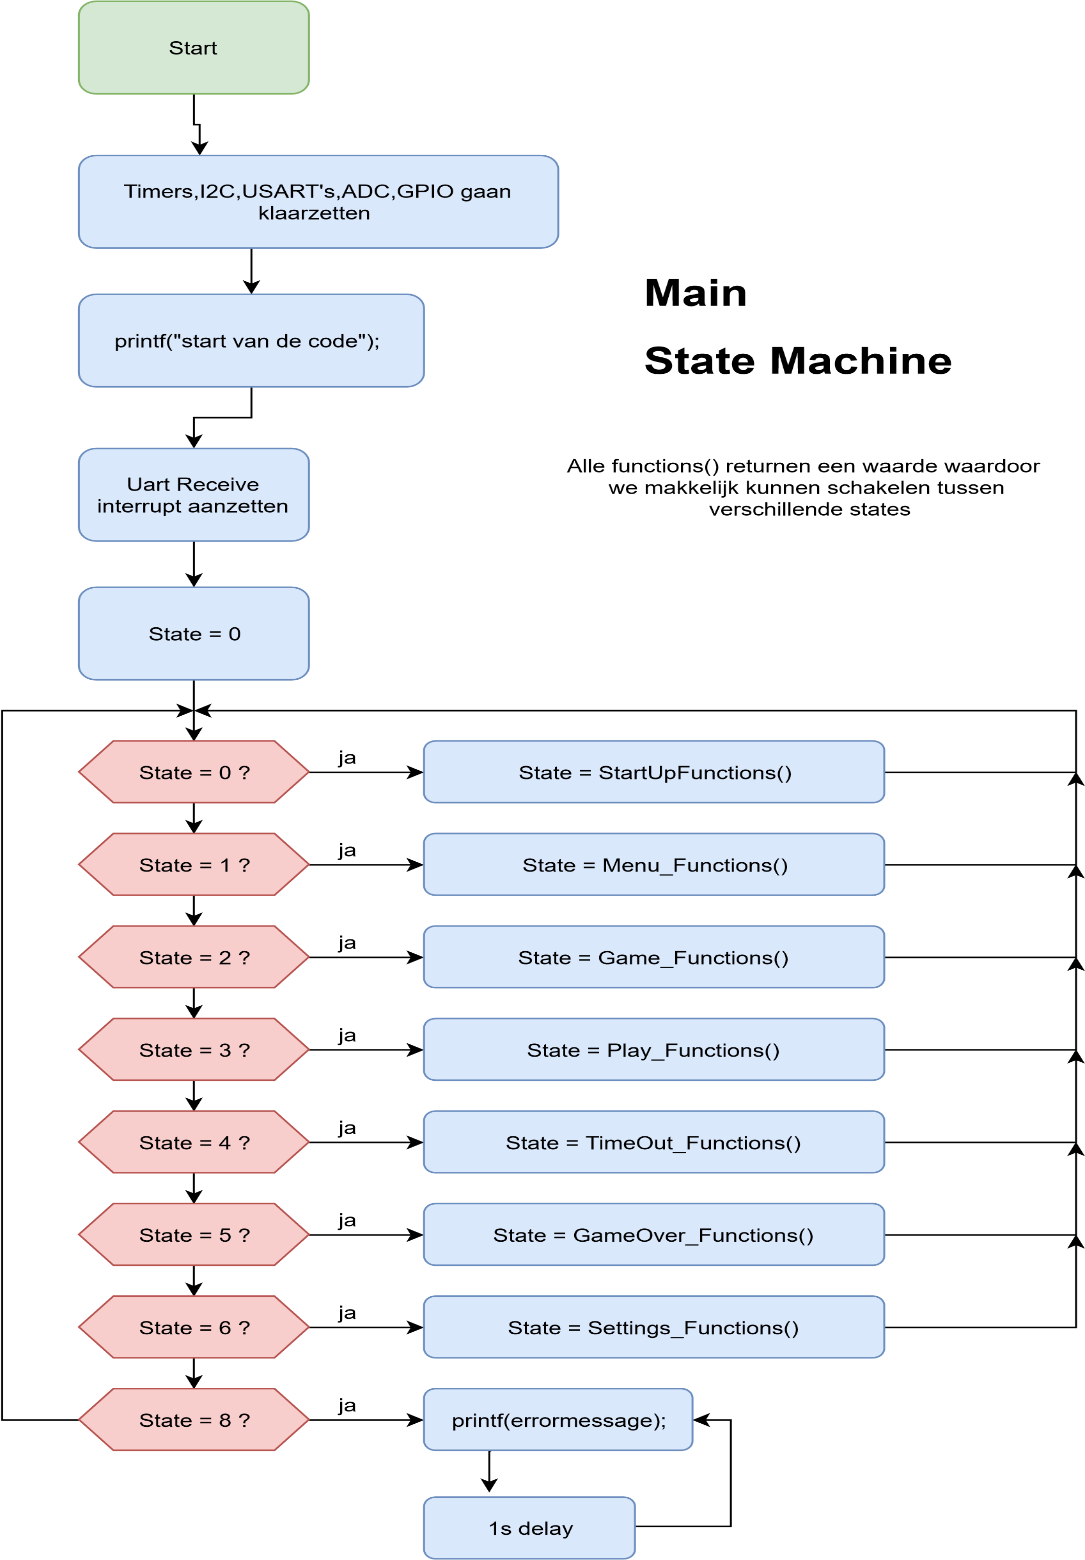 Start
Timers,I2C,USART's,ADC,GPIO gaan
klaarzetten
printf("start van de code");
Main
State Machine
Uart Receive
interrupt aanzetten
Alle functions() returnen een waarde waardoor
we makkelijk kunnen schakelen tussen
verschillende states
State = 0
State = 0 ?
ja
State = StartUpFunctions()
State = 1 ?
ja
State = Menu_Functions()
State = 2 ?
ja
State = Game_Functions()
State = 3 ?
ja
State = Play_Functions()
State = 4 ?
ja
State = TimeOut_Functions()
State = 5 ?
ja
State = GameOver_Functions()
State = 6 ?
ja
State = Settings_Functions()
State = 8 ?
ja
printf(errormessage);
1s delay